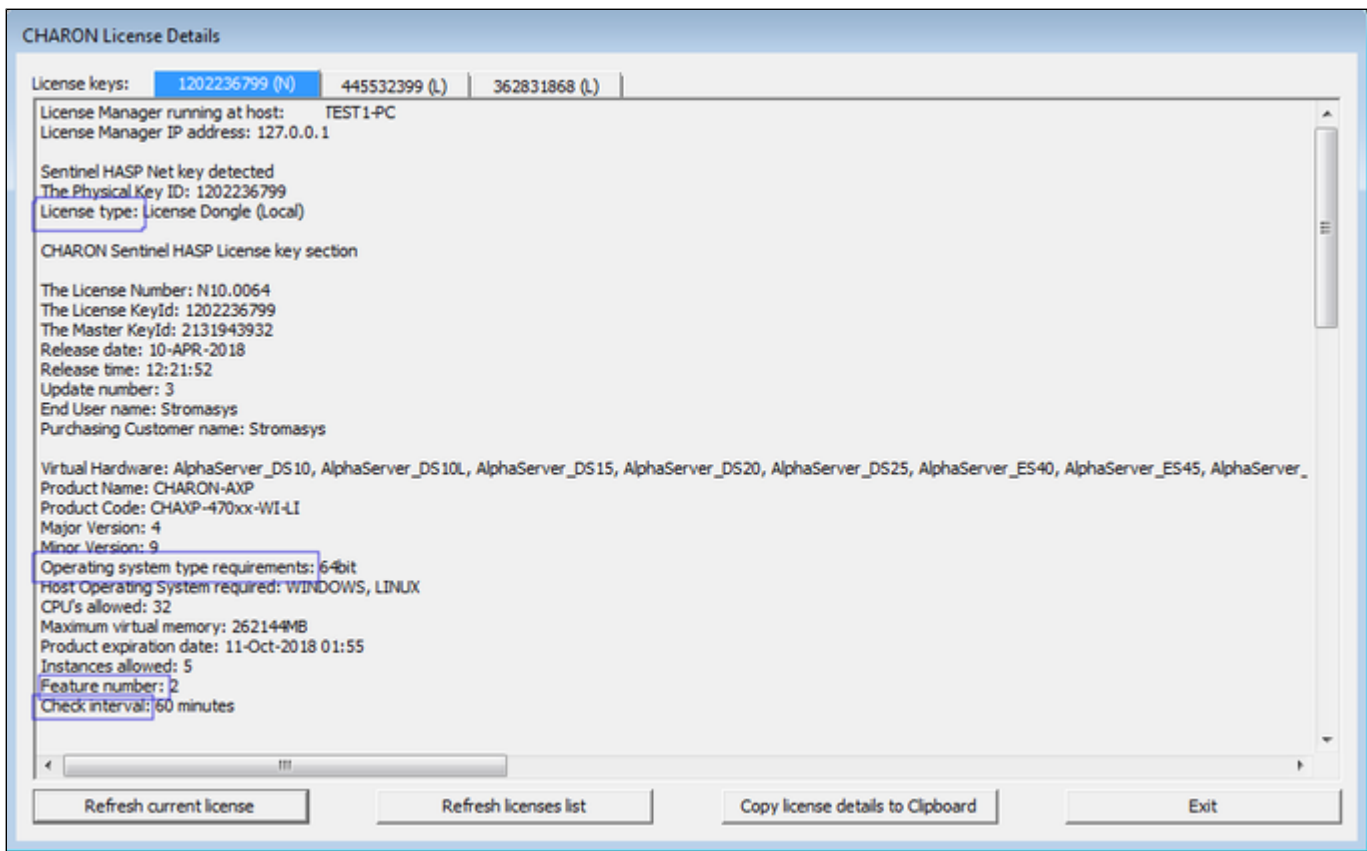 CHARON License Details
License keys: 1202236799 (N) 445532399 (L) 362831868 (L)
License Manager running at host: TEST1-PC
License Manager IP address: 127.0.0.1
Sentinel HASP Net key detected
The Physical Key ID: 1202236799
License type: License Dongle (Local)
CHARON Sentinel HASP License key section
The License Number: N10.0064
The License KeyId: 1202236799
The Master KeyId: 2131943932
Release date: 10-APR-2018
Release time: 12:21:52
Update number: 3
End User name: Stromasys
Purchasing Customer name: Stromasys
Virtual Hardware: AlphaServer_DS10, AlphaServer_DS10L, AlphaServer_DS15, AlphaServer_DS20, AlphaServer_DS25, AlphaServer_ES40, AlphaServer_ES45, AlphaServer_
Product Name: CHARON-AXP
Product Code: CHAXP-470xx-WI-LI
Major Version: 4
Minor Version: 9
Operating system type requirements: 64bit
Host Operating System required: WINDOWS, LINUX
CPU's allowed: 32
Maximum virtual memory: 262144MB
Product expiration date: 11-Oct-2018 01:55
Instances allowed: 5
Feature number: 2
Check interval: 60 minutes
Refresh current license Refresh licenses list Copy license details to Clipboard Exit